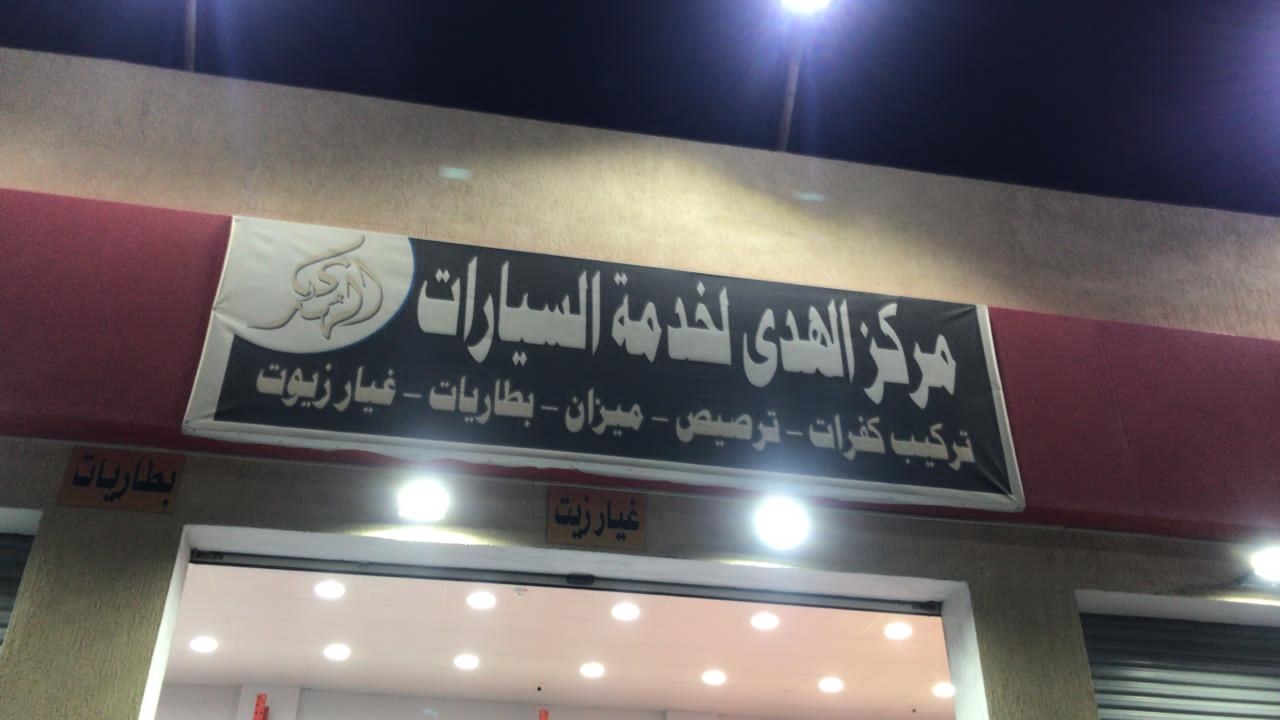 مركز الهدى لخدمة السيارات
تركيب كفرات - ترصيص - ميزان - بطاريات - غيار زيوت
بطاريات
غيار زيت